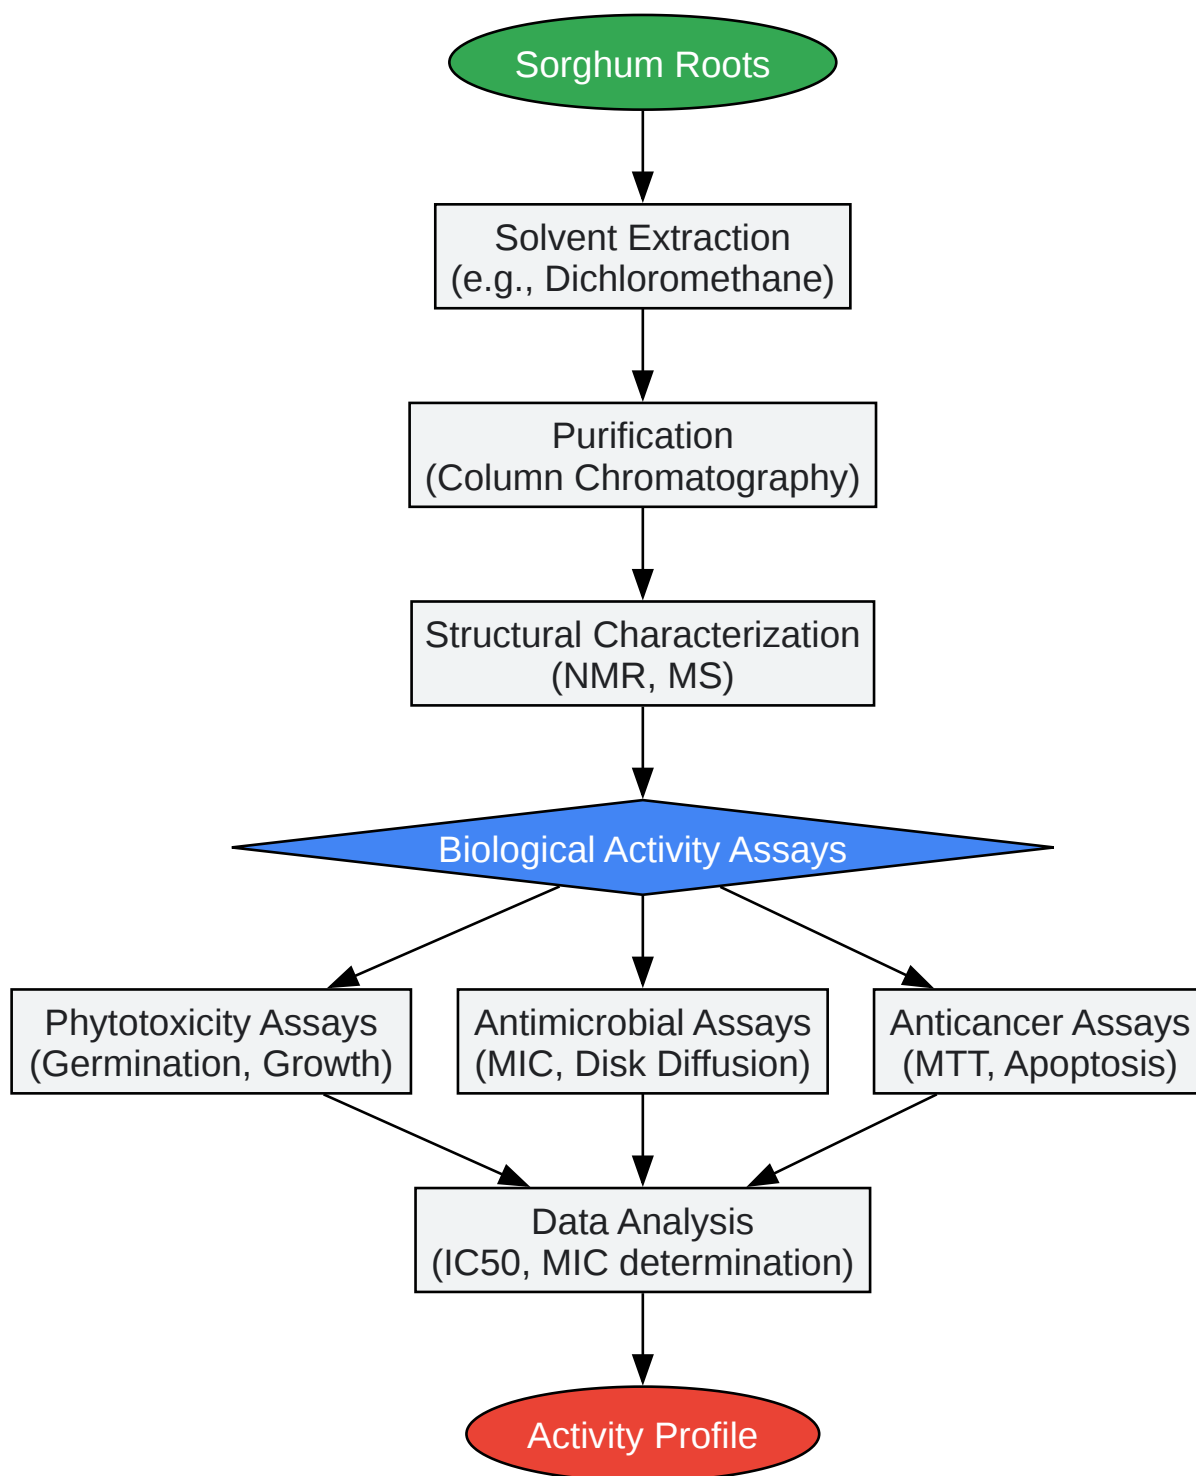 Sorghum Roots
Solvent Extraction
(e.g., Dichloromethane)
Purification
(Column Chromatography)
Structural Characterization
(NMR, MS)
Biological Activity Assays
Phytotoxicity Assays
(Germination, Growth)
Antimicrobial Assays
(MIC, Disk Diffusion)
Anticancer Assays
(MTT, Apoptosis)
Data Analysis
(IC50, MIC determination)
Activity Profile